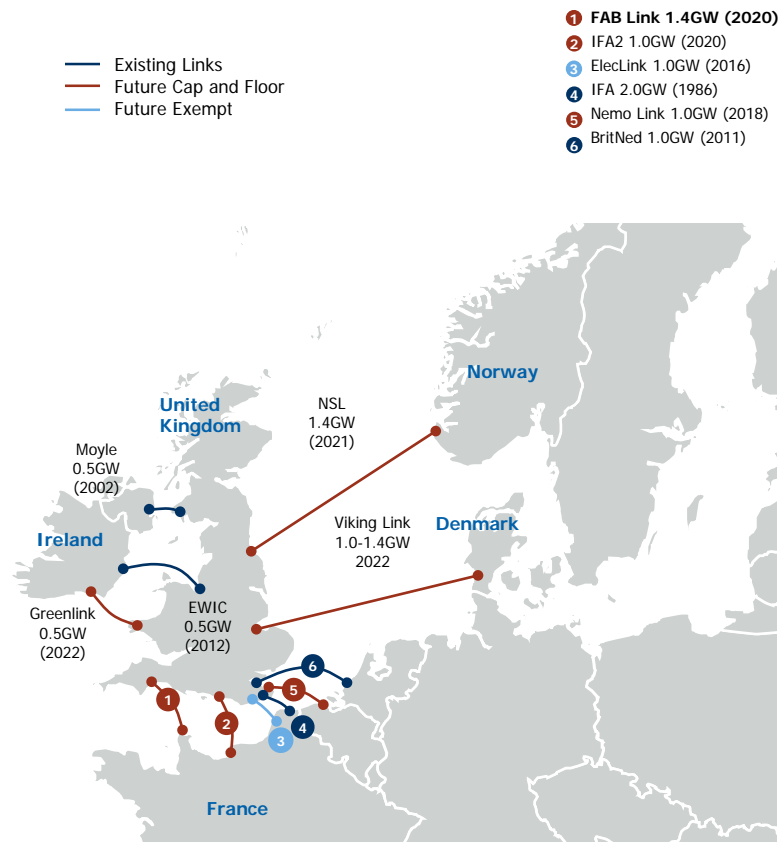 1 FAB Link 1.4GW (2020)
2 IFA2 1.0GW (2020)
3 ElecLink 1.0GW (2016)
4 IFA 2.0GW (1986)
5 Nemo Link 1.0GW (2018)
6 BritNed 1.0GW (2011)
Existing Links
Future Cap and Floor
Future Exempt
Norway
United
Kingdom
NSL
1.4GW
(2021)
Moyle
0.5GW
(2002)
Viking Link
1.0-1.4GW
2022
Denmark
Ireland
Greenlink
0.5GW
(2022)
EWIC
0.5GW
(2012)
6
5
1
2
4
3
France